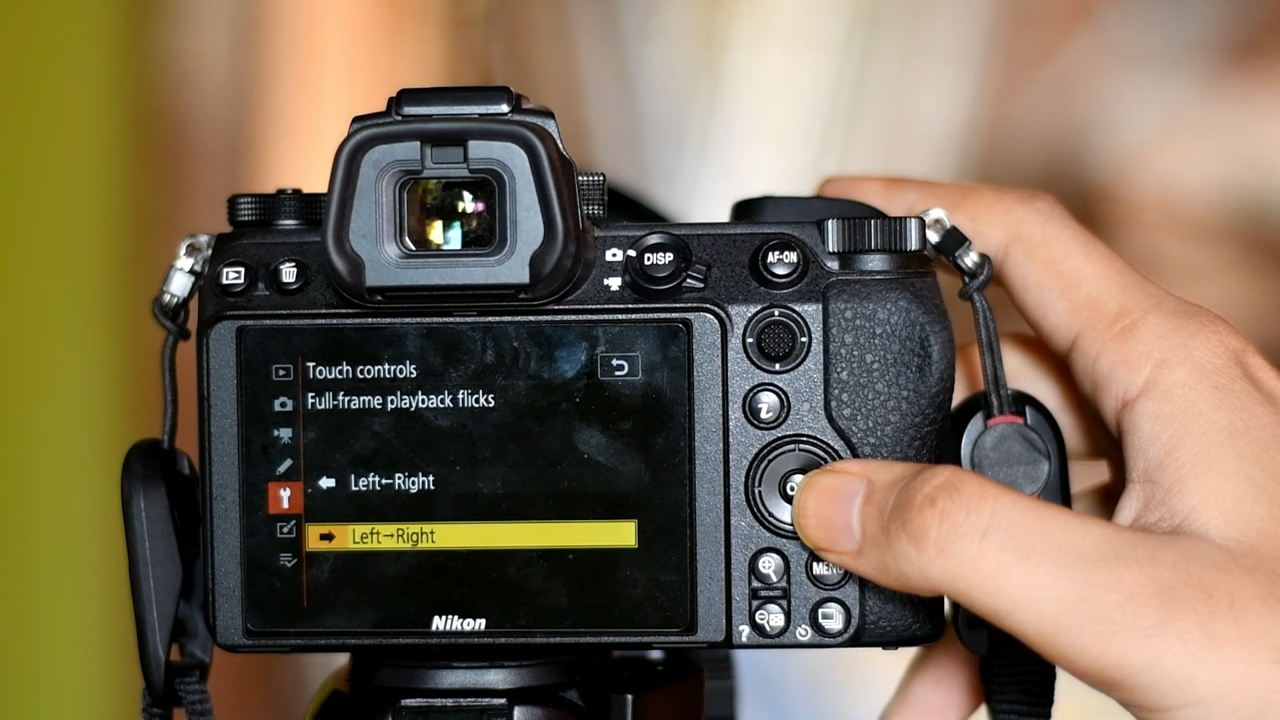 DISP
AF-ON
Touch controls
Full-frame playback flicks
i
Left←Right
Left→Right
MENU
?
Nikon